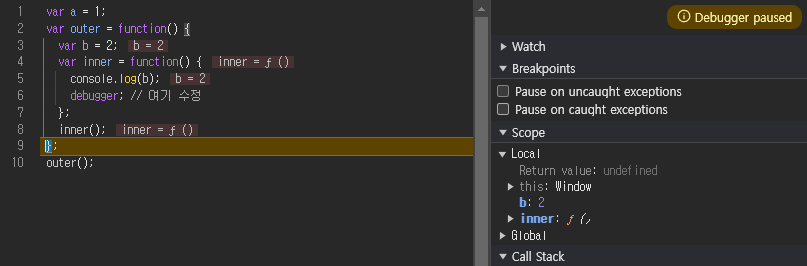 1 var a = 1;
2 var outer = function() {
3 var b = 2; b = 2
4 var inner = function() { inner = ƒ ()
5 console.log(b); b = 2
6 debugger; // 여기 수정
7 };
8 inner(); inner = ƒ ()
9 };
10 outer();
Debugger paused
Watch
Breakpoints
Pause on uncaught exceptions
Pause on caught exceptions
Scope
Local
Return value: undefined
this: Window
b: 2
inner: ƒ (,
Global
Call Stack